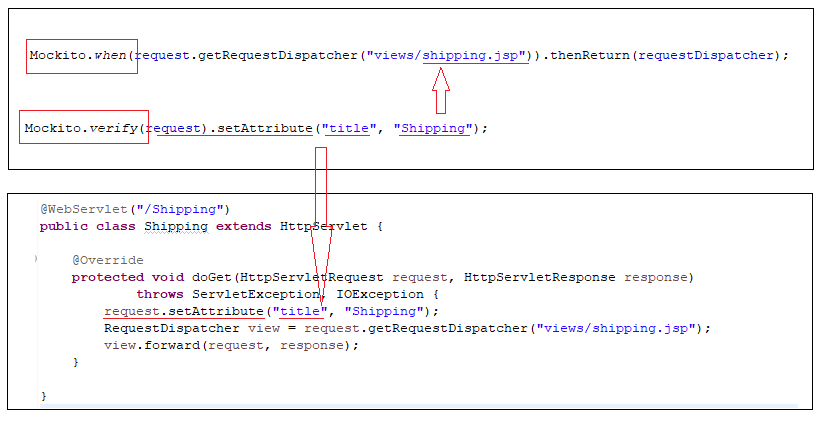 Mockito.when(request.getRequestDispatcher("views/shipping.jsp")).thenReturn(requestDispatcher);
Mockito.verify(request).setAttribute("title", "Shipping");
@WebServlet("/Shipping")
public class Shipping extends HttpServlet {
@Override
protected void doGet(HttpServletRequest request, HttpServletResponse response)
throws ServletException, IOException {
request.setAttribute("title", "Shipping");
RequestDispatcher view = request.getRequestDispatcher("views/shipping.jsp");
view.forward(request, response);
}
}